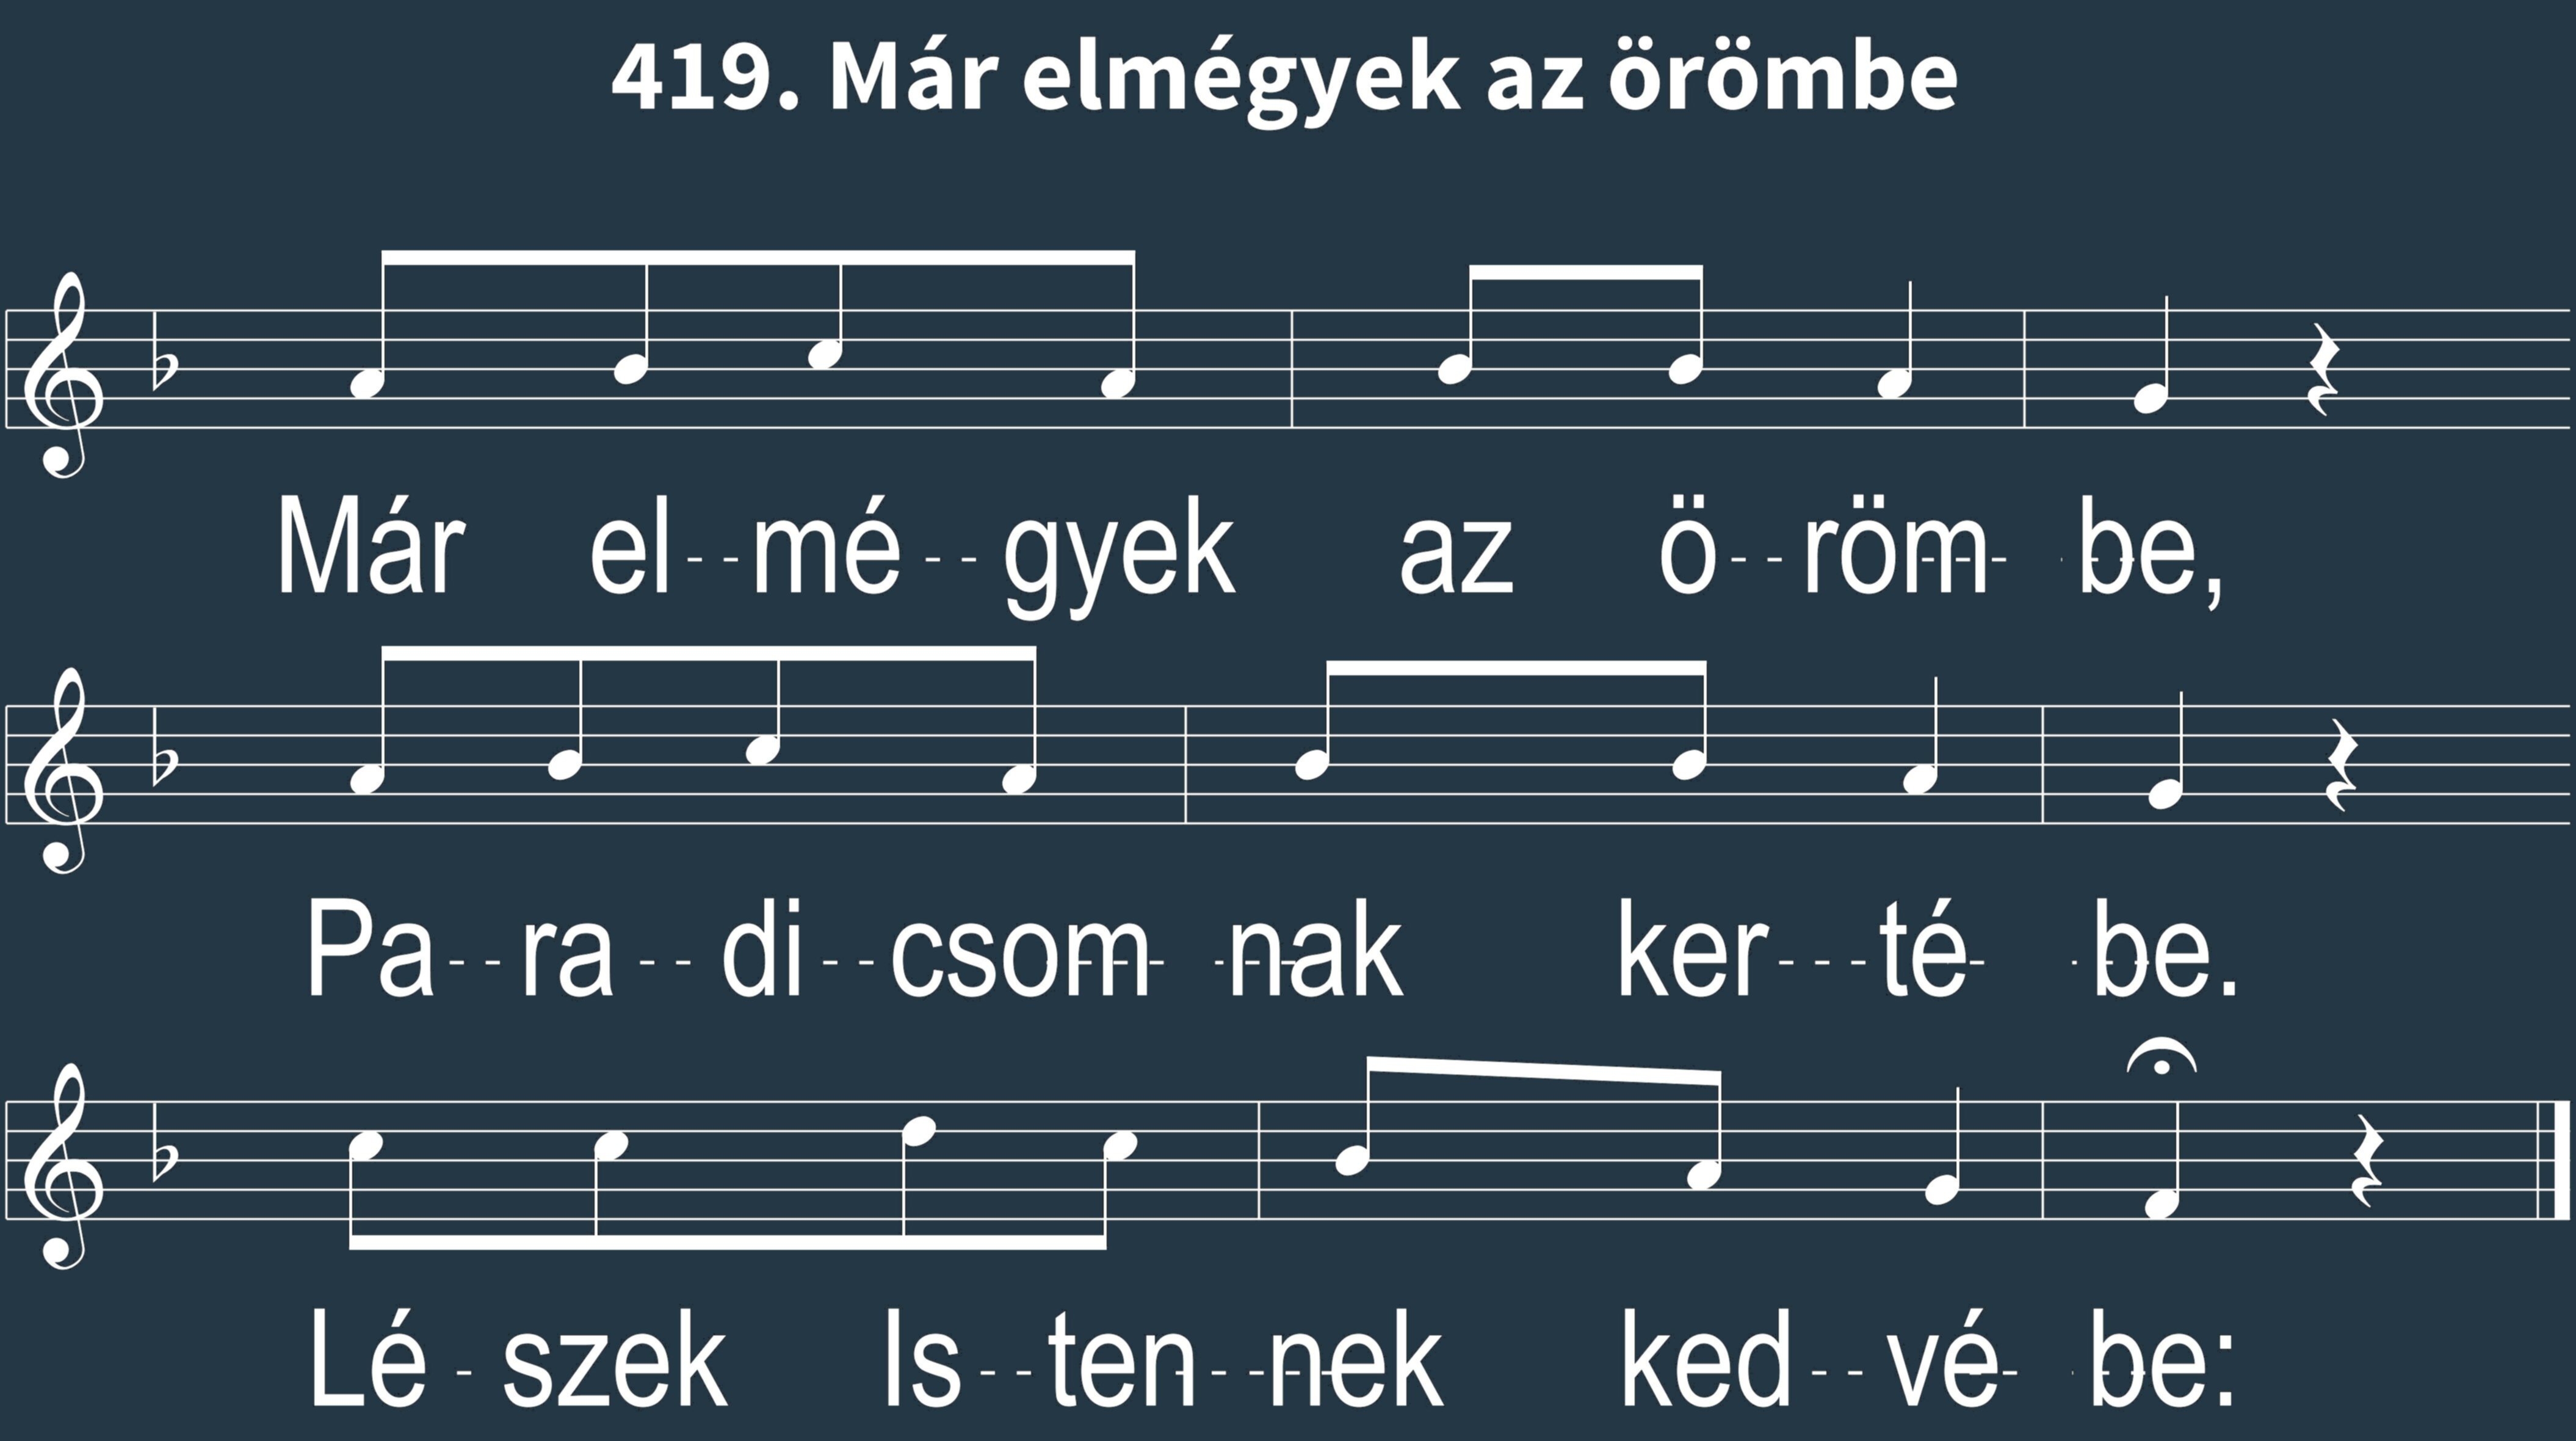 419. Már elmégyek az örömbe
Már el--mé--gyek az ö--röm-- be,
Pa--ra--di--csom--nak ker---té--be.
Lé-szek Is--ten--nek ked--vé--be: